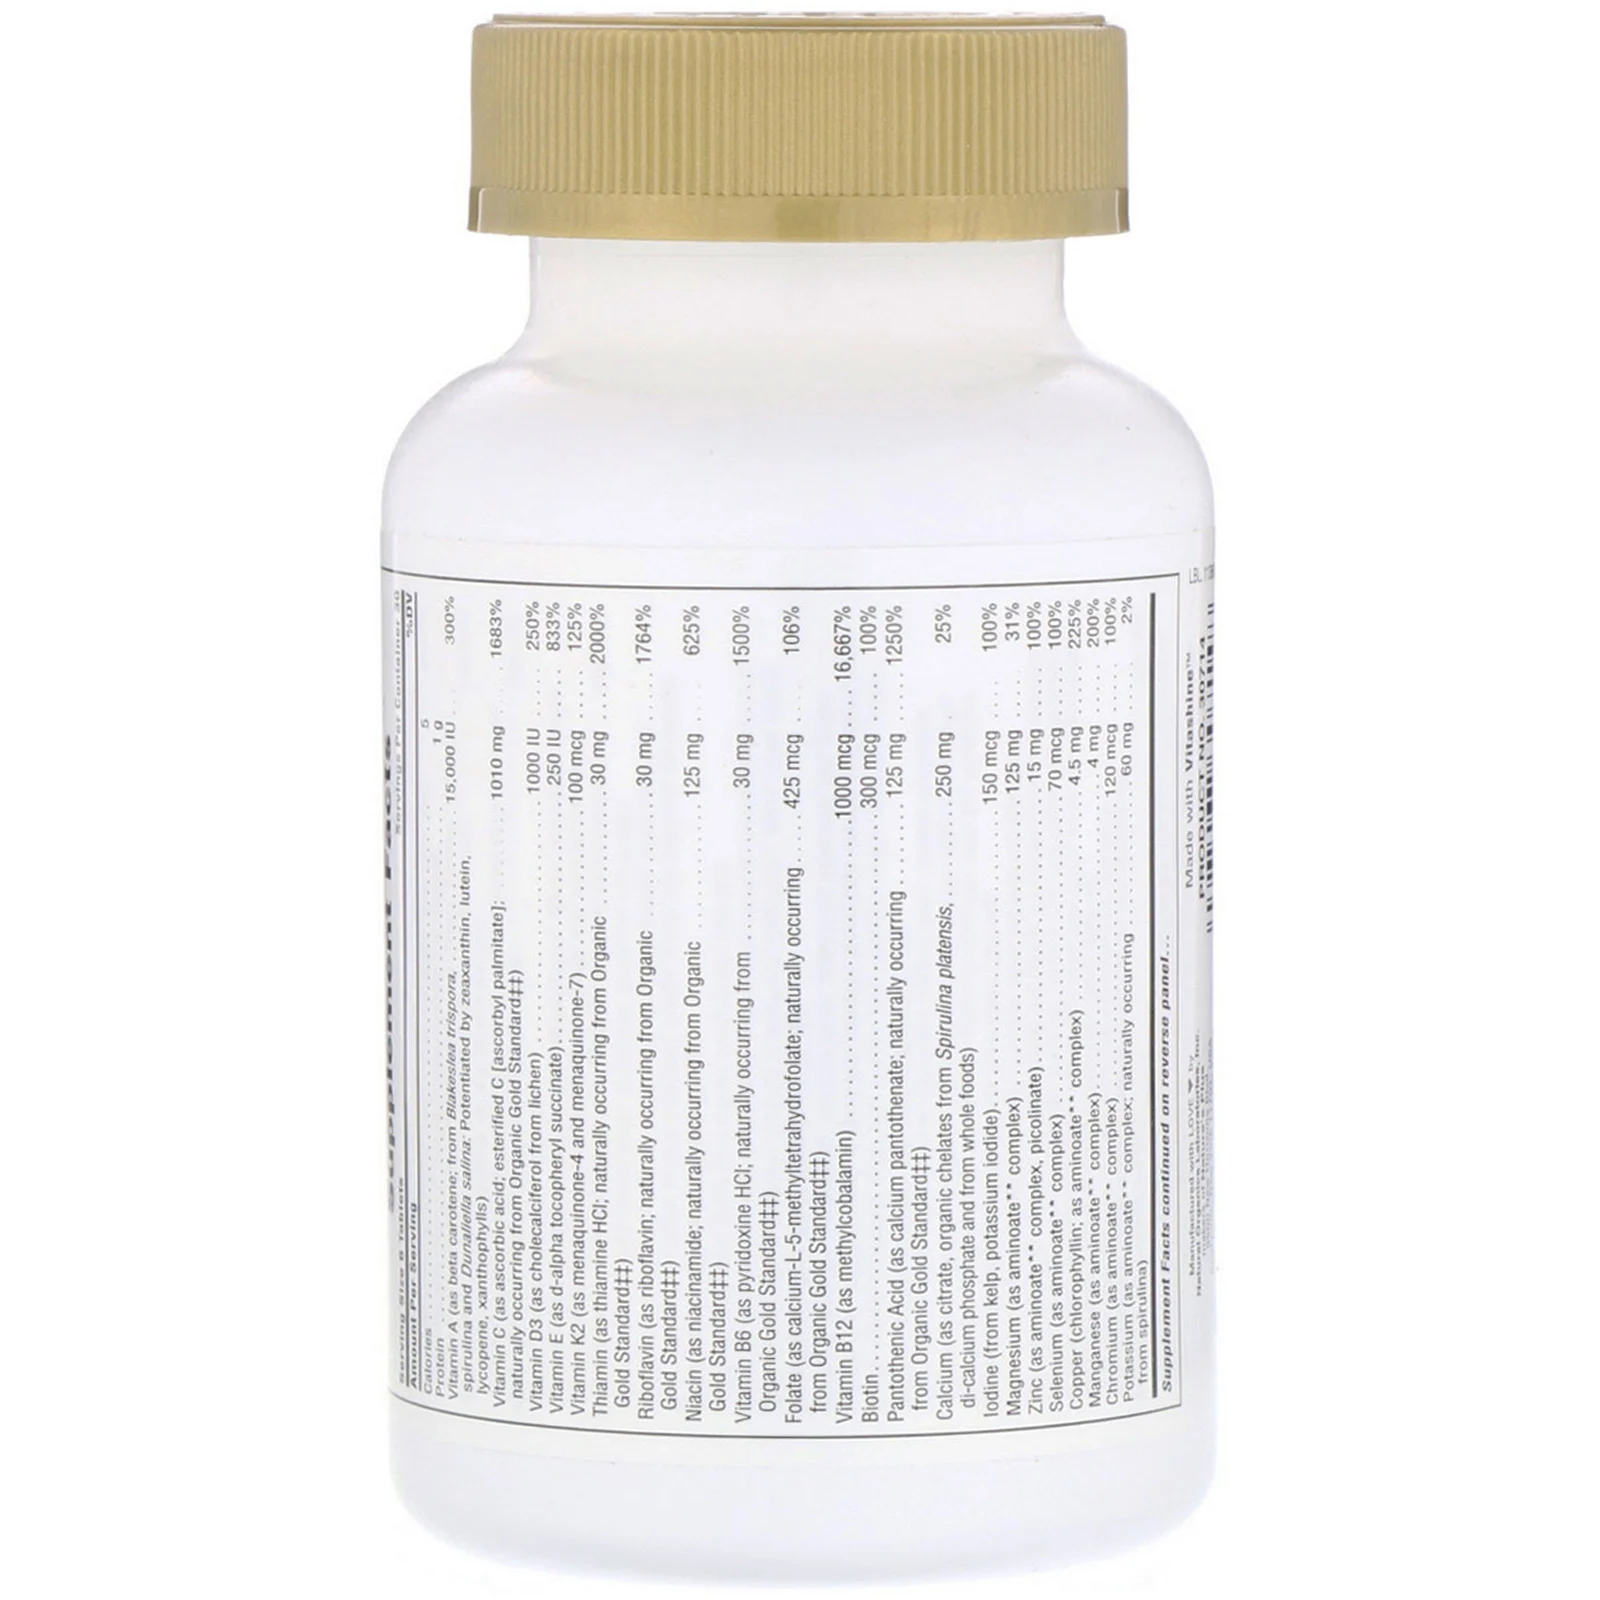 Supplement Facts
Serving Size 6 Tablets Servings Per Container 30
Amount Per Serving %DV
Calories 5
Protein 1 g
Vitamin A (as beta carotene; from Blakeslea trispora, 15,000 IU 300%
spirulina and Dunaliella salina: Potentiated by zeaxanthin, lutein,
lycopene, xanthophylls)
Vitamin C (as ascorbic acid; esterified C [ascorbyl palmitate]; 1010 mg 1683%
naturally occurring from Organic Gold Standard‡‡)
Vitamin D3 (as cholecalciferol from lichen) 1000 IU 250%
Vitamin E (as d-alpha tocopheryl succinate) 250 IU 833%
Vitamin K2 (as menaquinone-4 and menaquinone-7) 100 mcg 125%
Thiamin (as thiamine HCl; naturally occurring from Organic 30 mg 2000%
Gold Standard‡‡)
Riboflavin (as riboflavin; naturally occurring from Organic 30 mg 1764%
Gold Standard‡‡)
Niacin (as niacinamide; naturally occurring from Organic 125 mg 625%
Gold Standard‡‡)
Vitamin B6 (as pyridoxine HCl; naturally occurring from 30 mg 1500%
Organic Gold Standard‡‡)
Folate (as calcium-L-5-methyltetrahydrofolate; naturally occurring 425 mcg 106%
from Organic Gold Standard‡‡)
Vitamin B12 (as methylcobalamin) 1000 mcg 16,667%
Biotin 300 mcg 100%
Pantothenic Acid (as calcium pantothenate; naturally occurring 125 mg 1250%
from Organic Gold Standard‡‡)
Calcium (as citrate, organic chelates from Spirulina platensis, 250 mg 25%
di-calcium phosphate and from whole foods)
Iodine (from kelp, potassium iodide) 150 mcg 100%
Magnesium (as aminoate** complex) 125 mg 31%
Zinc (as aminoate** complex, picolinate) 15 mg 100%
Selenium (as aminoate** complex) 70 mcg 100%
Copper (chlorophyllin; as aminoate** complex) 4.5 mg 225%
Manganese (as aminoate** complex) 4 mg 200%
Chromium (as aminoate** complex) 120 mcg 100%
Potassium (as aminoate** complex; naturally occurring 60 mg 2%
from spirulina)
Supplement Facts continued on reverse panel...
Made with Vitashine™
PRODUCT NO. 30714
Manufactured with LOVE ♥ by
Natural Organics Laboratories, Inc.